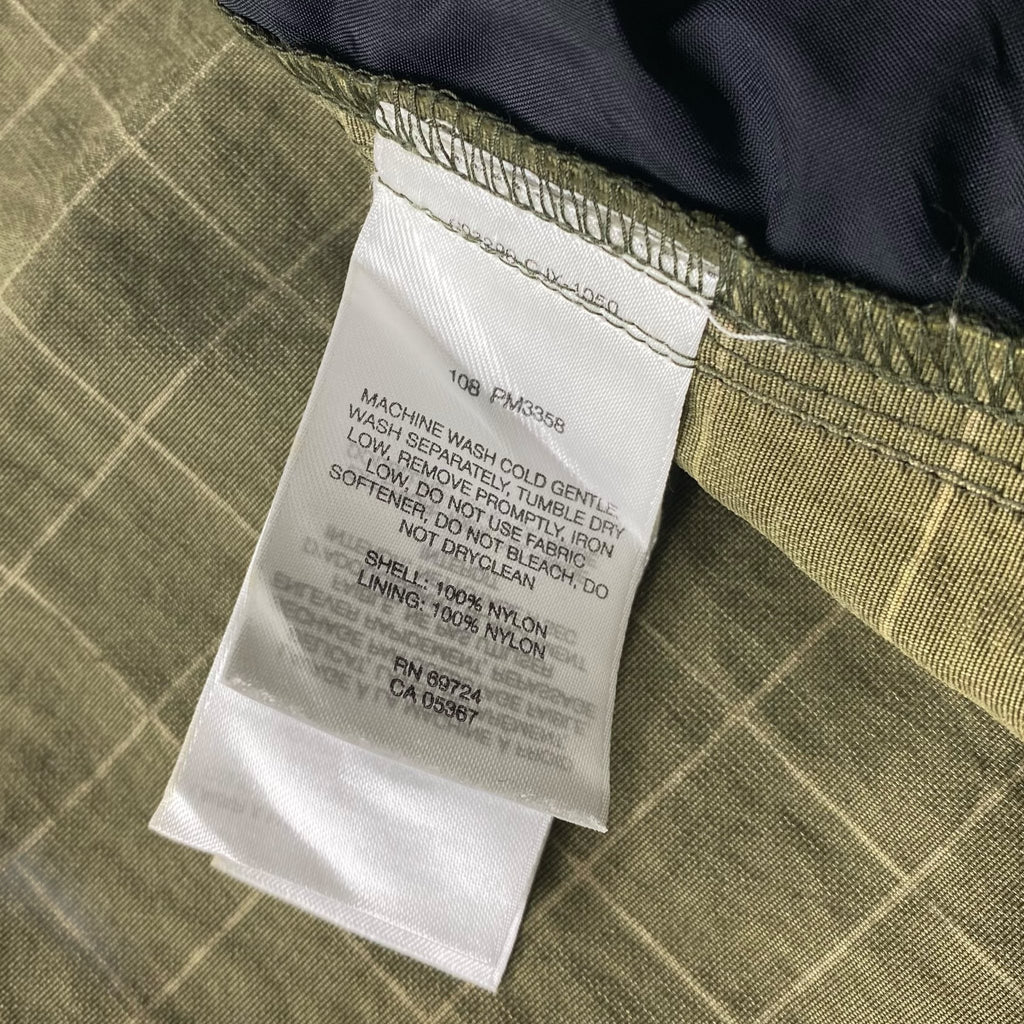 108 PM3358
MACHINE WASH COLD GENTLE,
WASH SEPARATELY, TUMBLE DRY
LOW, REMOVE PROMPTLY, IRON
LOW, DO NOT USE FABRIC
SOFTENER, DO NOT BLEACH, DO
NOT DRYCLEAN
SHELL: 100% NYLON
LINING: 100% NYLON
RN 69724
CA 05367